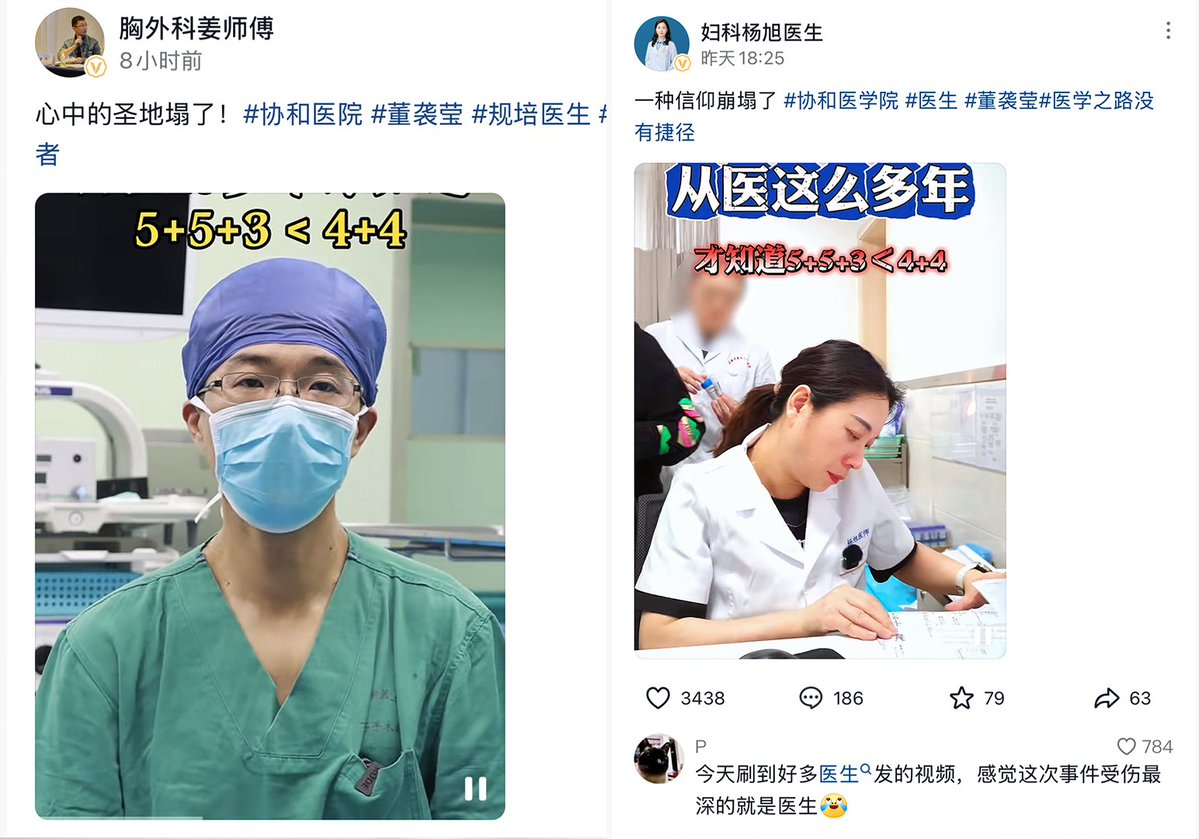 胸外科姜师傅
8小时前
心中的圣地塌了！#协和医院 #董袭莹 #规培医生 #
者
5+5+3 < 4+4
妇科杨旭医生
昨天18:25
一种信仰崩塌了 #协和医学院 #医生 #董袭莹#医学之路没
有捷径
从医这么多年
才知道5+5+3＜4+4
3438
186
79
63
P
784
今天刷到好多医生发的视频，感觉这次事件受伤最
深的就是医生😂